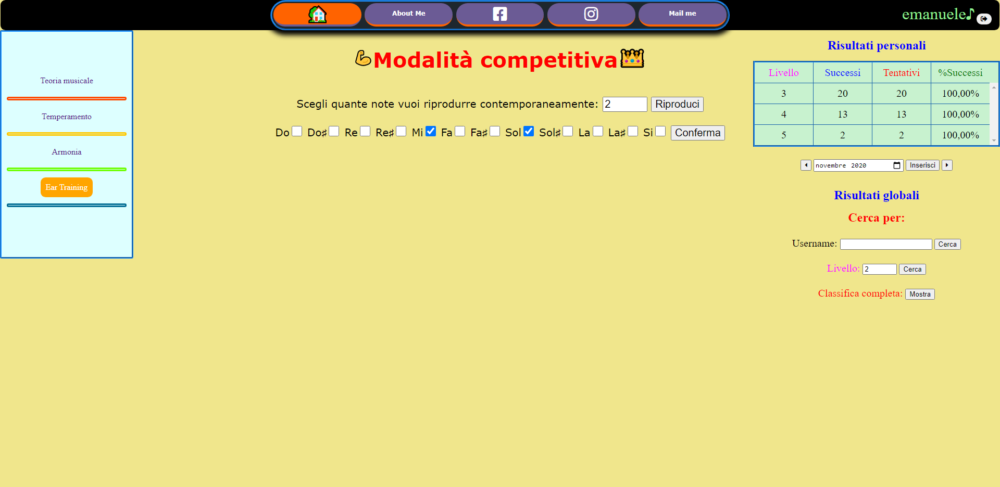 About Me
Mail me
emanuele
Teoria musicale
Temperamento
Armonia
Ear Training
Modalità competitiva
Scegli quante note vuoi riprodurre contemporaneamente: 2 Riproduci
Do Do♯ Re Re♯ Mi Fa Fa♯ Sol Sol♯ La La♯ Si Conferma
Risultati personali
Livello Successi Tentativi %Successi
3 20 20 100,00%
4 13 13 100,00%
5 2 2 100,00%
novembre 2020 Inserisci
Risultati globali
Cerca per:
Username: Cerca
Livello: 2 Cerca
Classifica completa: Mostra